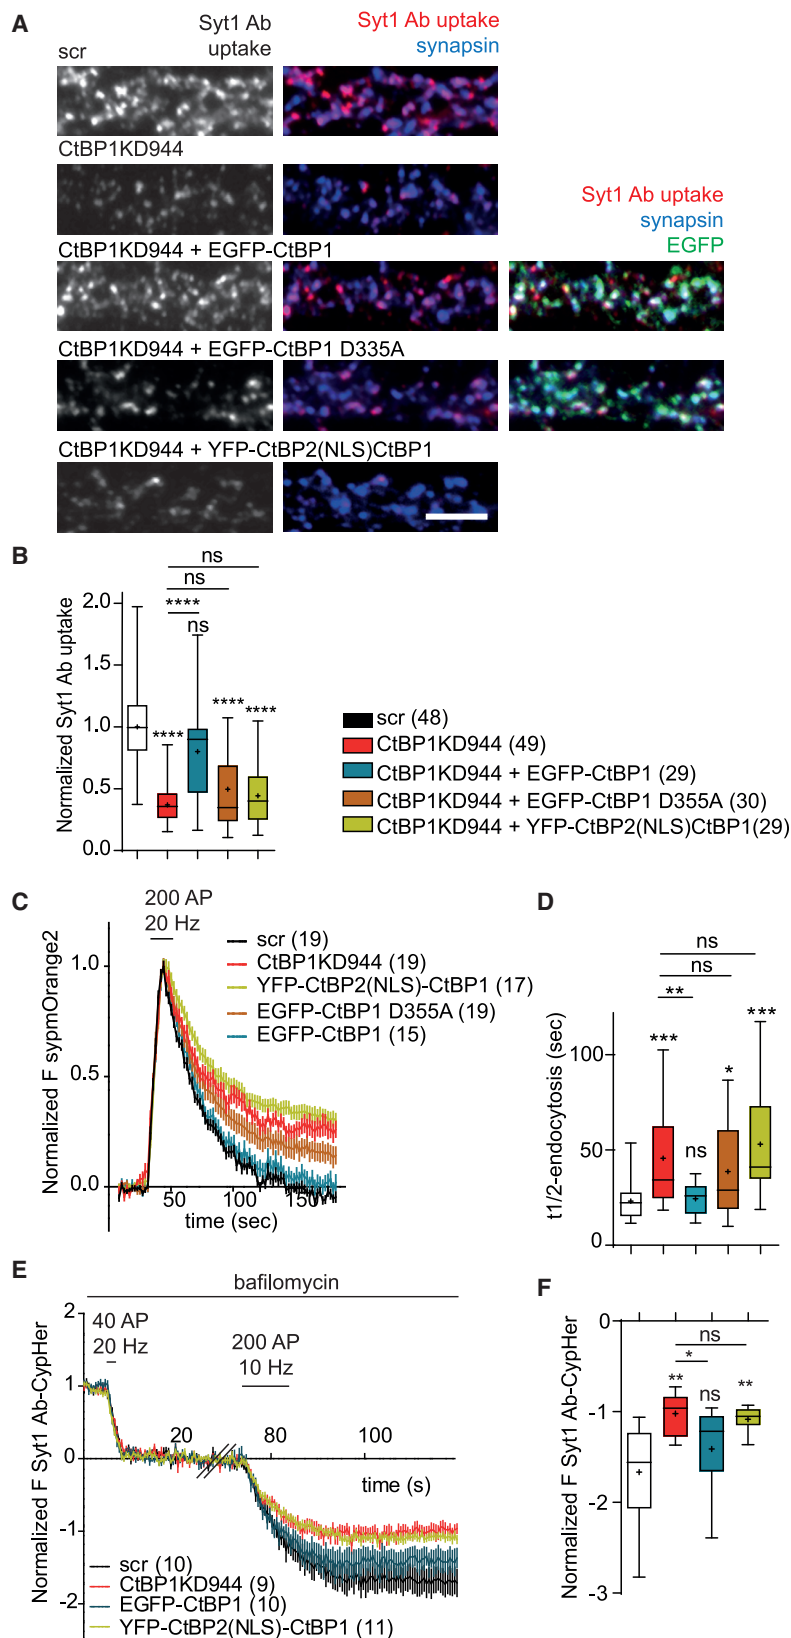 A
scr
Syt1 Ab
uptake
Syt1 Ab uptake
synapsin
CtBP1KD944
Syt1 Ab uptake
synapsin
EGFP
CtBP1KD944 + EGFP-CtBP1
CtBP1KD944 + EGFP-CtBP1 D335A
CtBP1KD944 + YFP-CtBP2(NLS)CtBP1
B
ns
ns
****
ns
****
****
****
2.0
1.5
1.0
0.5
0.0
Normalized Syt1 Ab uptake
scr (48)
CtBP1KD944 (49)
CtBP1KD944 + EGFP-CtBP1 (29)
CtBP1KD944 + EGFP-CtBP1 D355A (30)
CtBP1KD944 + YFP-CtBP2(NLS)CtBP1(29)
C
200 AP
20 Hz
scr (19)
CtBP1KD944 (19)
YFP-CtBP2(NLS)-CtBP1 (17)
EGFP-CtBP1 D355A (19)
EGFP-CtBP1 (15)
1.0
0.5
0.0
Normalized F sypmOrange2
50
100
150
time (sec)
D
ns
ns
**
***
ns
*
***
100
50
0
t1/2-endocytosis (sec)
E
bafilomycin
40 AP
20 Hz
200 AP
10 Hz
2
1
0
-1
-2
Normalized F Syt1 Ab-CypHer
20
80
100
time (s)
scr (10)
CtBP1KD944 (9)
EGFP-CtBP1 (10)
YFP-CtBP2(NLS)-CtBP1 (11)
F
0
-1
-2
-3
Normalized F Syt1 Ab-CypHer
ns
*
**
ns
**